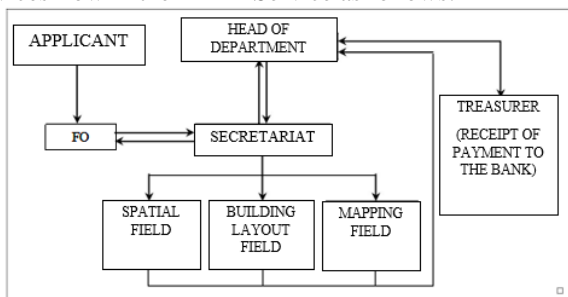 APPLICANT
HEAD OF
DEPARTMENT
FO
SECRETARIAT
TREASURER
(RECEIPT OF
PAYMENT TO
THE BANK)
SPATIAL
FIELD
BUILDING
LAYOUT
FIELD
MAPPING
FIELD